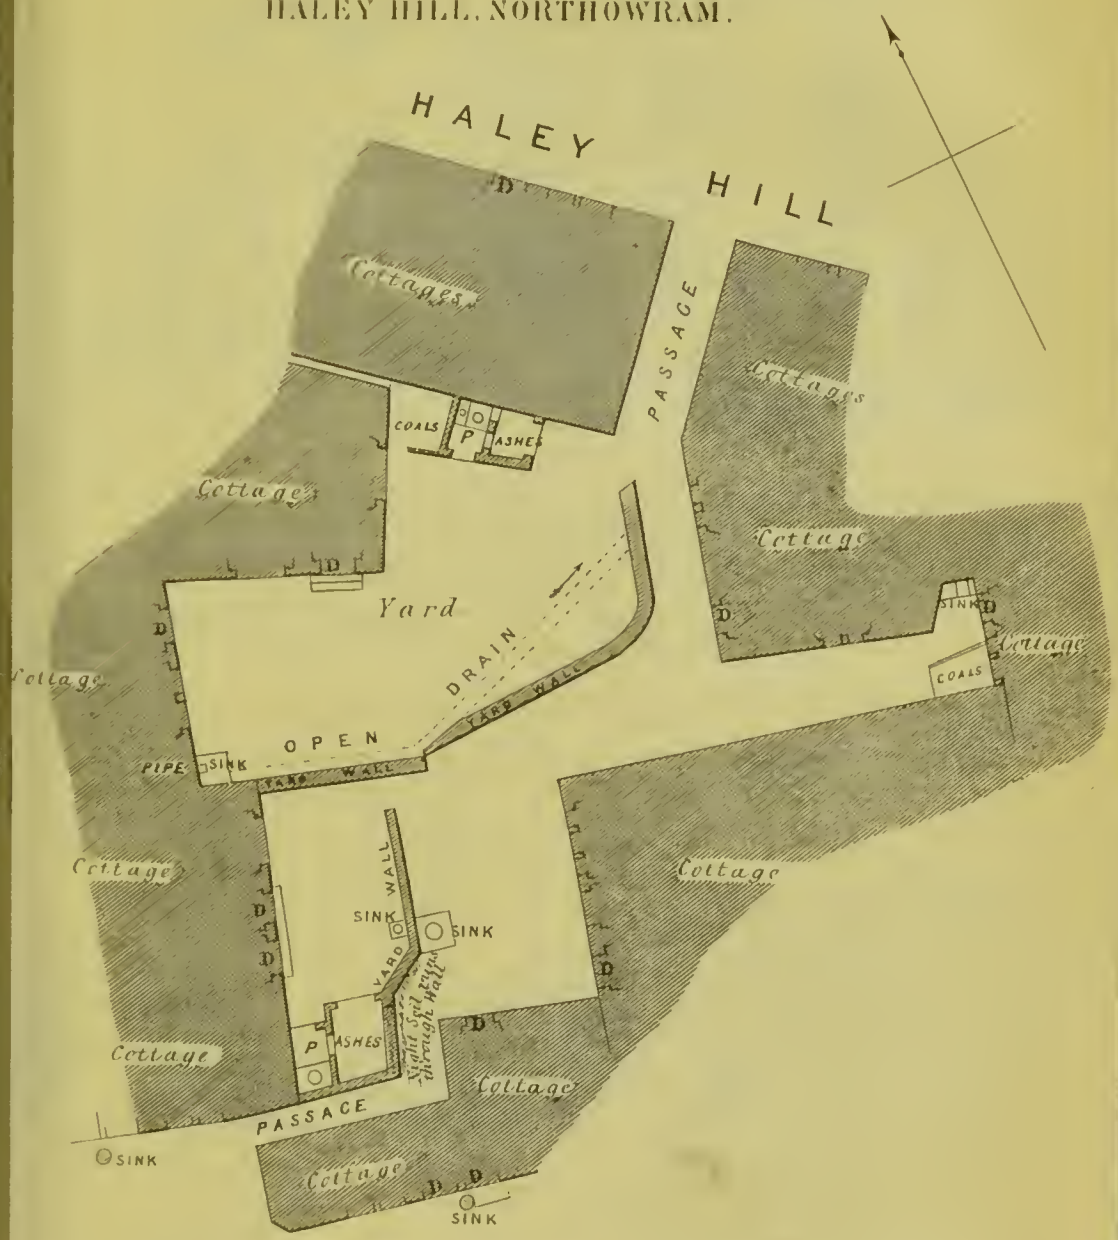 HALEY HILL, NORTHOWRAM.
HALEY
HILL
D
Cottages
PASSAGE
Cottages
COALS
P
ASHES
Cottage
Cottage
D
Yard
D
D
SINK
D
D
Cottage
DRAIN
COALS
Cottage
YARD WALL
OPEN
PIPE
SINK
YARD WALL
Cottage
Cottage
WALL
D
SINK
SINK
D
YARD
D
Night Soil runs
through Wall
D
P
ASHES
Cottage
Cottage
PASSAGE
SINK
Cottage
D
D
SINK